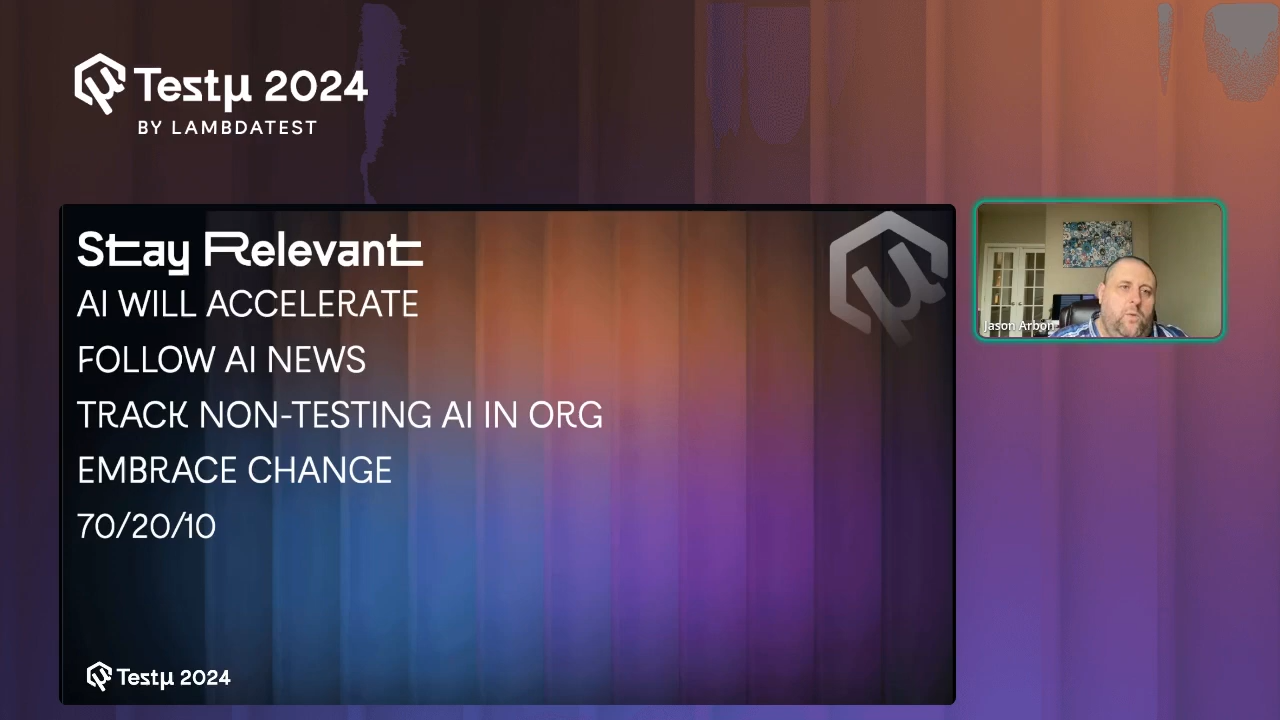 Testµ 2024
BY LAMBDATEST
Stay Relevant
AI WILL ACCELERATE
FOLLOW AI NEWS
TRACK NON-TESTING AI IN ORG
EMBRACE CHANGE
70/20/10
Testµ 2024
Jason Arbon